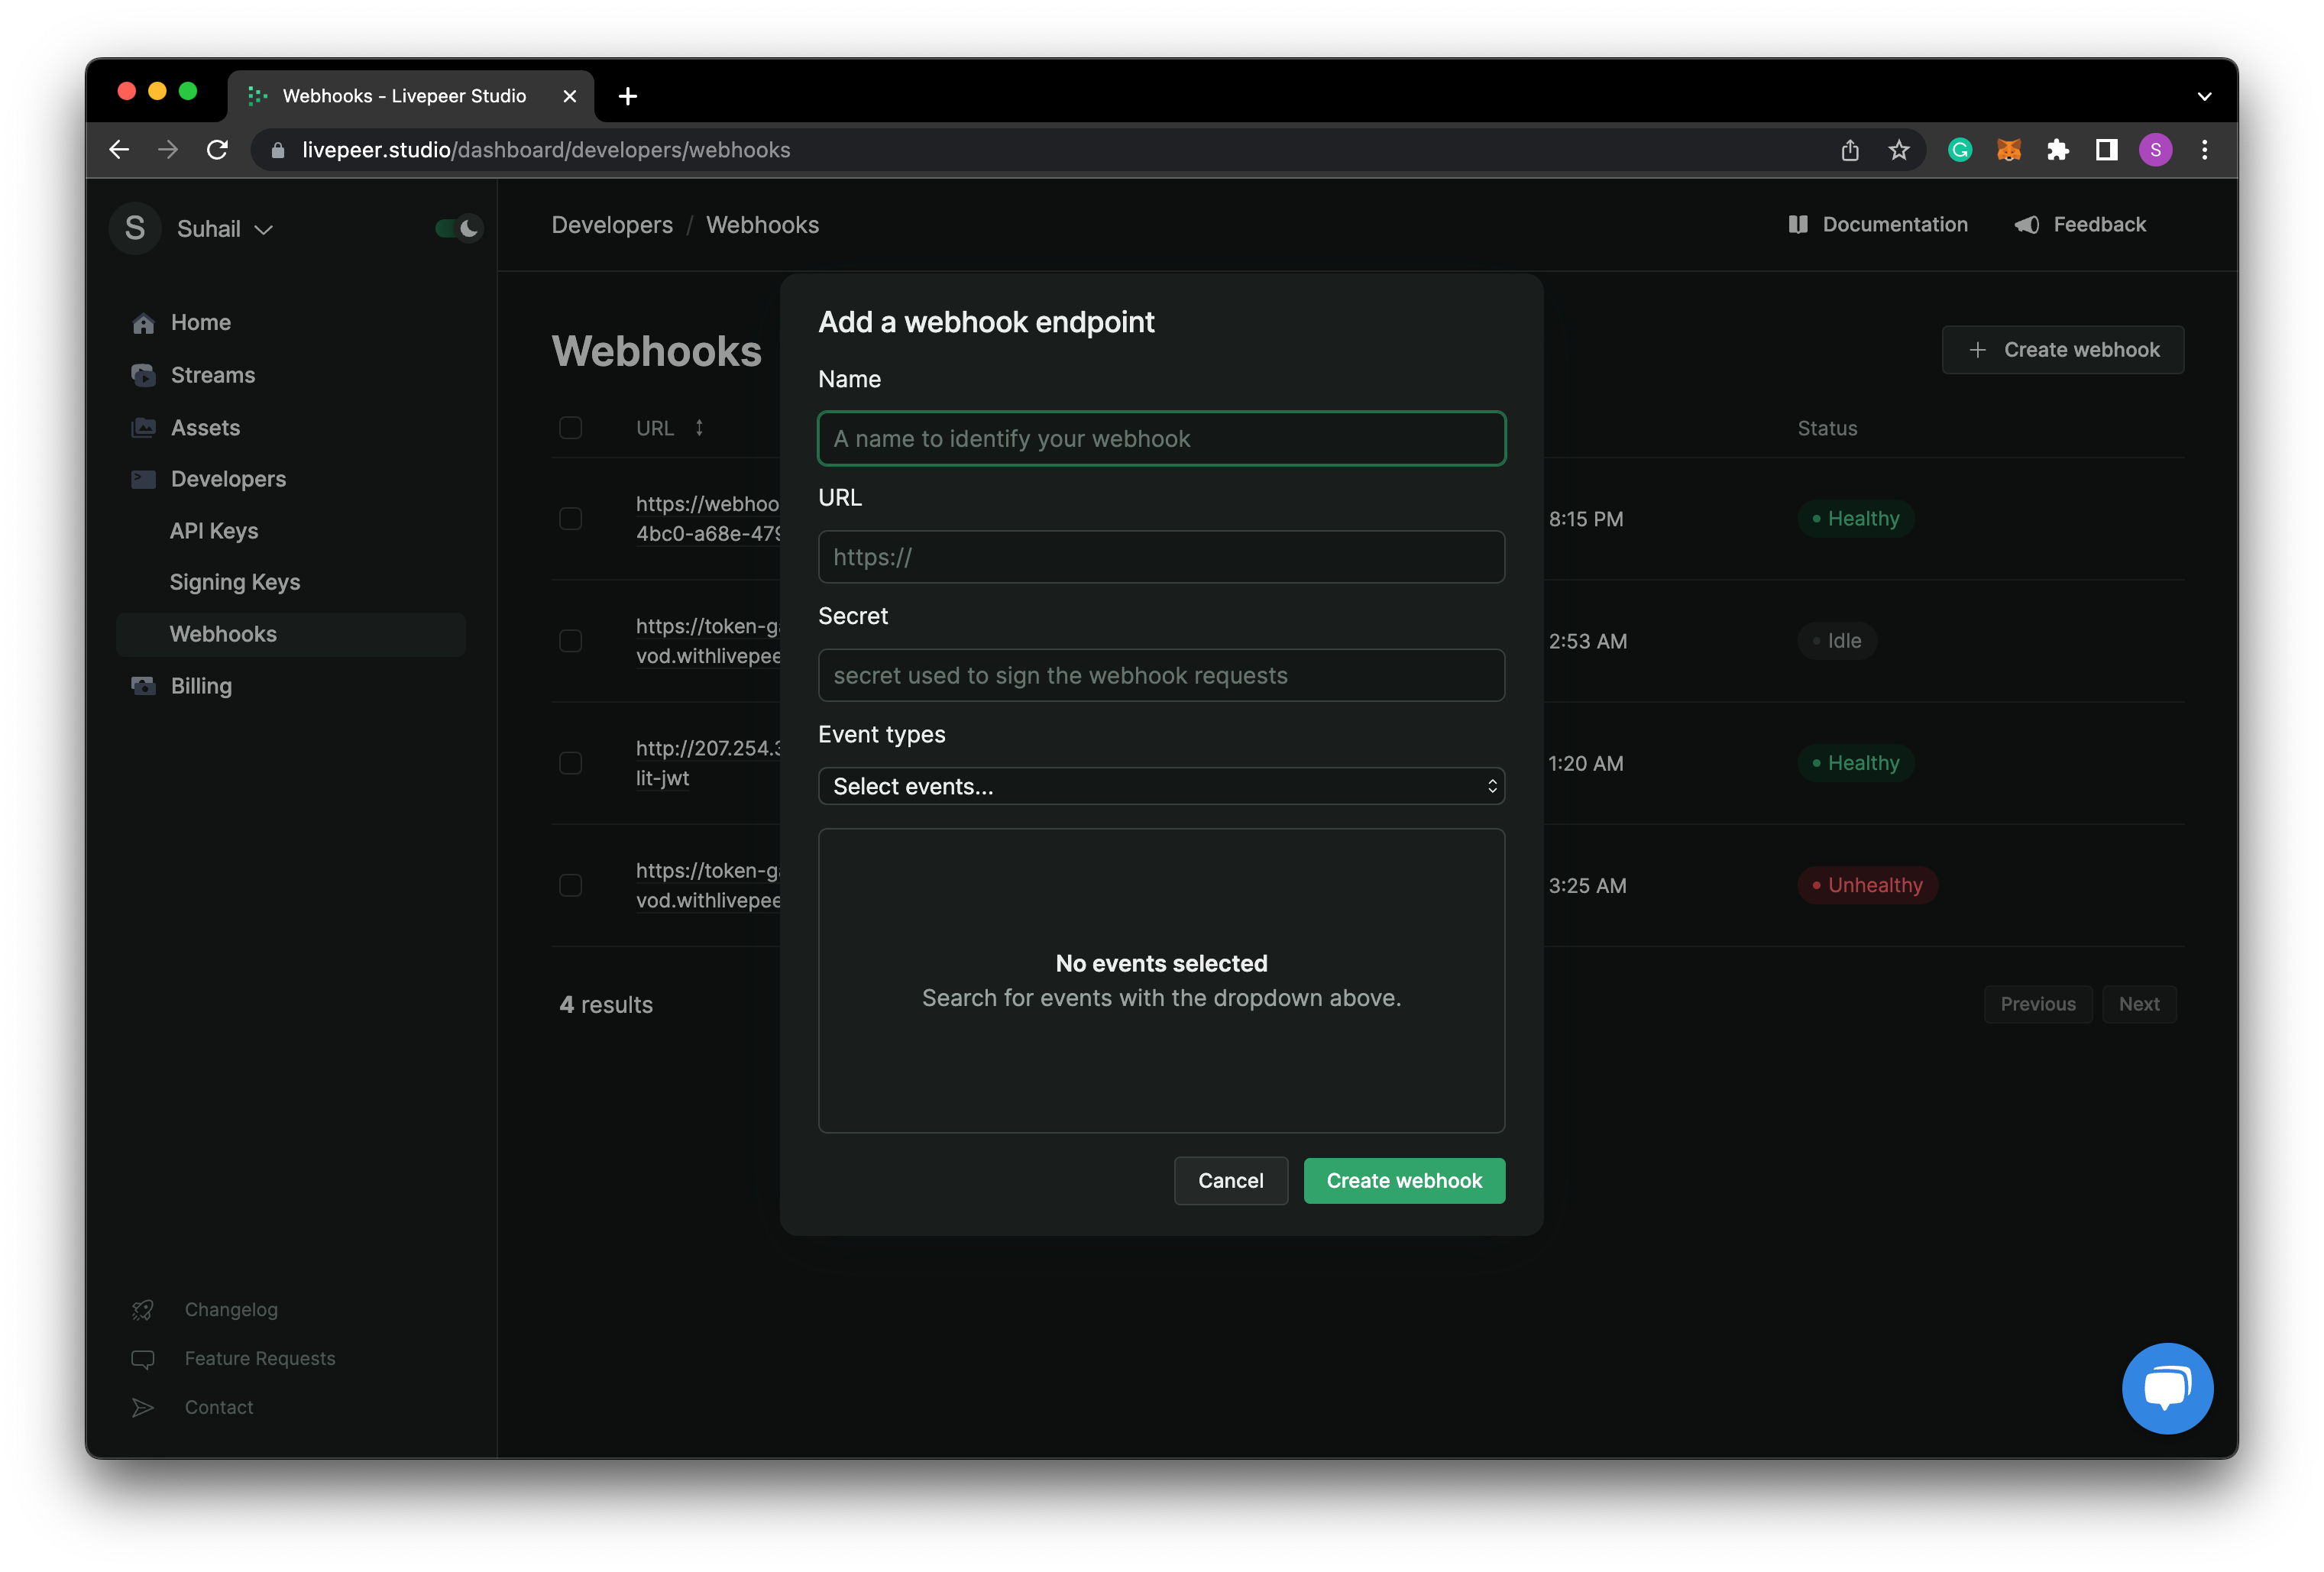 Webhooks - Livepeer Studio
livepeer.studio/dashboard/developers/webhooks
S
S
Suhail
Home
Streams
Assets
Developers
API Keys
Signing Keys
Webhooks
Billing
Changelog
Feature Requests
Contact
Developers / Webhooks
Documentation
Feedback
Webhooks
Create webhook
URL
Status
https://webhoo
4bc0-a68e-479
8:15 PM
Healthy
https://token-ga
vod.withlivepee
2:53 AM
Idle
http://207.254.3
lit-jwt
1:20 AM
Healthy
https://token-ga
vod.withlivepee
3:25 AM
Unhealthy
4 results
Previous
Next
Add a webhook endpoint
Name
A name to identify your webhook
URL
https://
Secret
secret used to sign the webhook requests
Event types
Select events...
No events selected
Search for events with the dropdown above.
Cancel
Create webhook